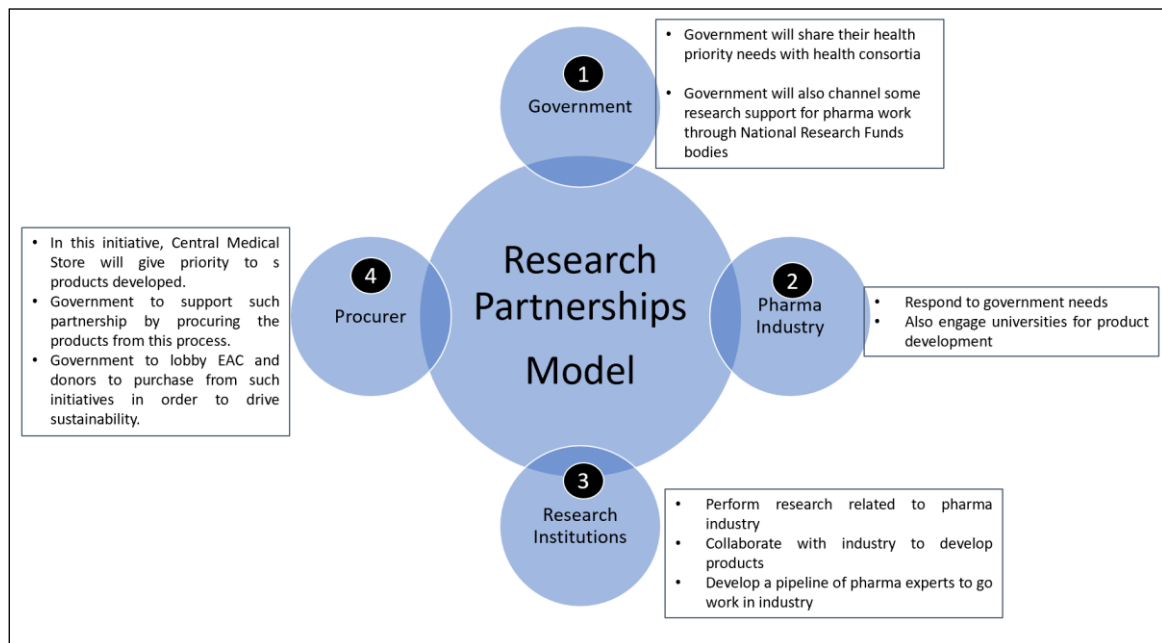 1
Government
• Government will share their health
priority needs with health consortia
• Government will also channel some
research support for pharma work
through National Research Funds
bodies
Research
Partnerships
Model
2
Pharma
Industry
• Respond to government needs
• Also engage universities for product
development
3
Research
Institutions
• Perform research related to pharma
industry
• Collaborate with industry to develop
products
• Develop a pipeline of pharma experts to go
work in industry
4
Procurer
• In this initiative, Central Medical
Store will give priority to s
products developed.
• Government to support such
partnership by procuring the
products from this process.
• Government to lobby EAC and
donors to purchase from such
initiatives in order to drive
sustainability.